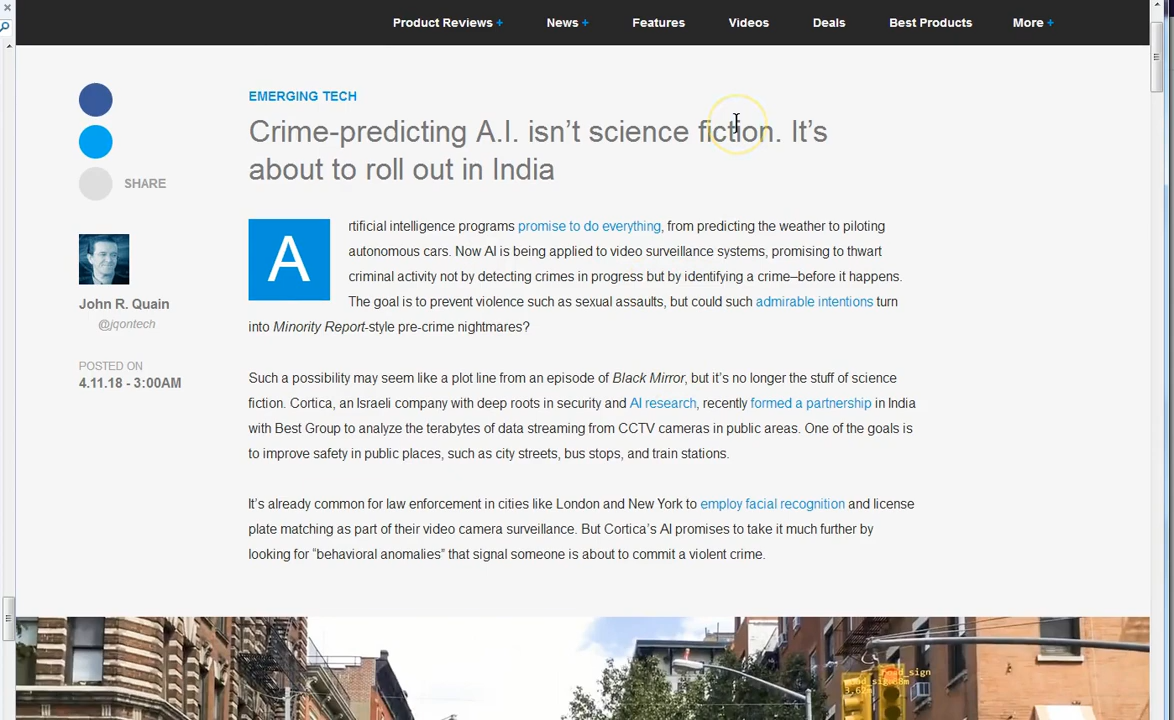 Product Reviews + News + Features Videos Deals Best Products More +
EMERGING TECH
Crime-predicting A.I. isn’t science fiction. It’s
about to roll out in India
SHARE
John R. Quain
@jqontech
POSTED ON
4.11.18 - 3:00AM
Artificial intelligence programs promise to do everything, from predicting the weather to piloting
autonomous cars. Now AI is being applied to video surveillance systems, promising to thwart
criminal activity not by detecting crimes in progress but by identifying a crime–before it happens.
The goal is to prevent violence such as sexual assaults, but could such admirable intentions turn
into Minority Report-style pre-crime nightmares?
Such a possibility may seem like a plot line from an episode of Black Mirror, but it’s no longer the stuff of science
fiction. Cortica, an Israeli company with deep roots in security and AI research, recently formed a partnership in India
with Best Group to analyze the terabytes of data streaming from CCTV cameras in public areas. One of the goals is
to improve safety in public places, such as city streets, bus stops, and train stations.
It’s already common for law enforcement in cities like London and New York to employ facial recognition and license
plate matching as part of their video camera surveillance. But Cortica’s AI promises to take it much further by
looking for “behavioral anomalies” that signal someone is about to commit a violent crime.